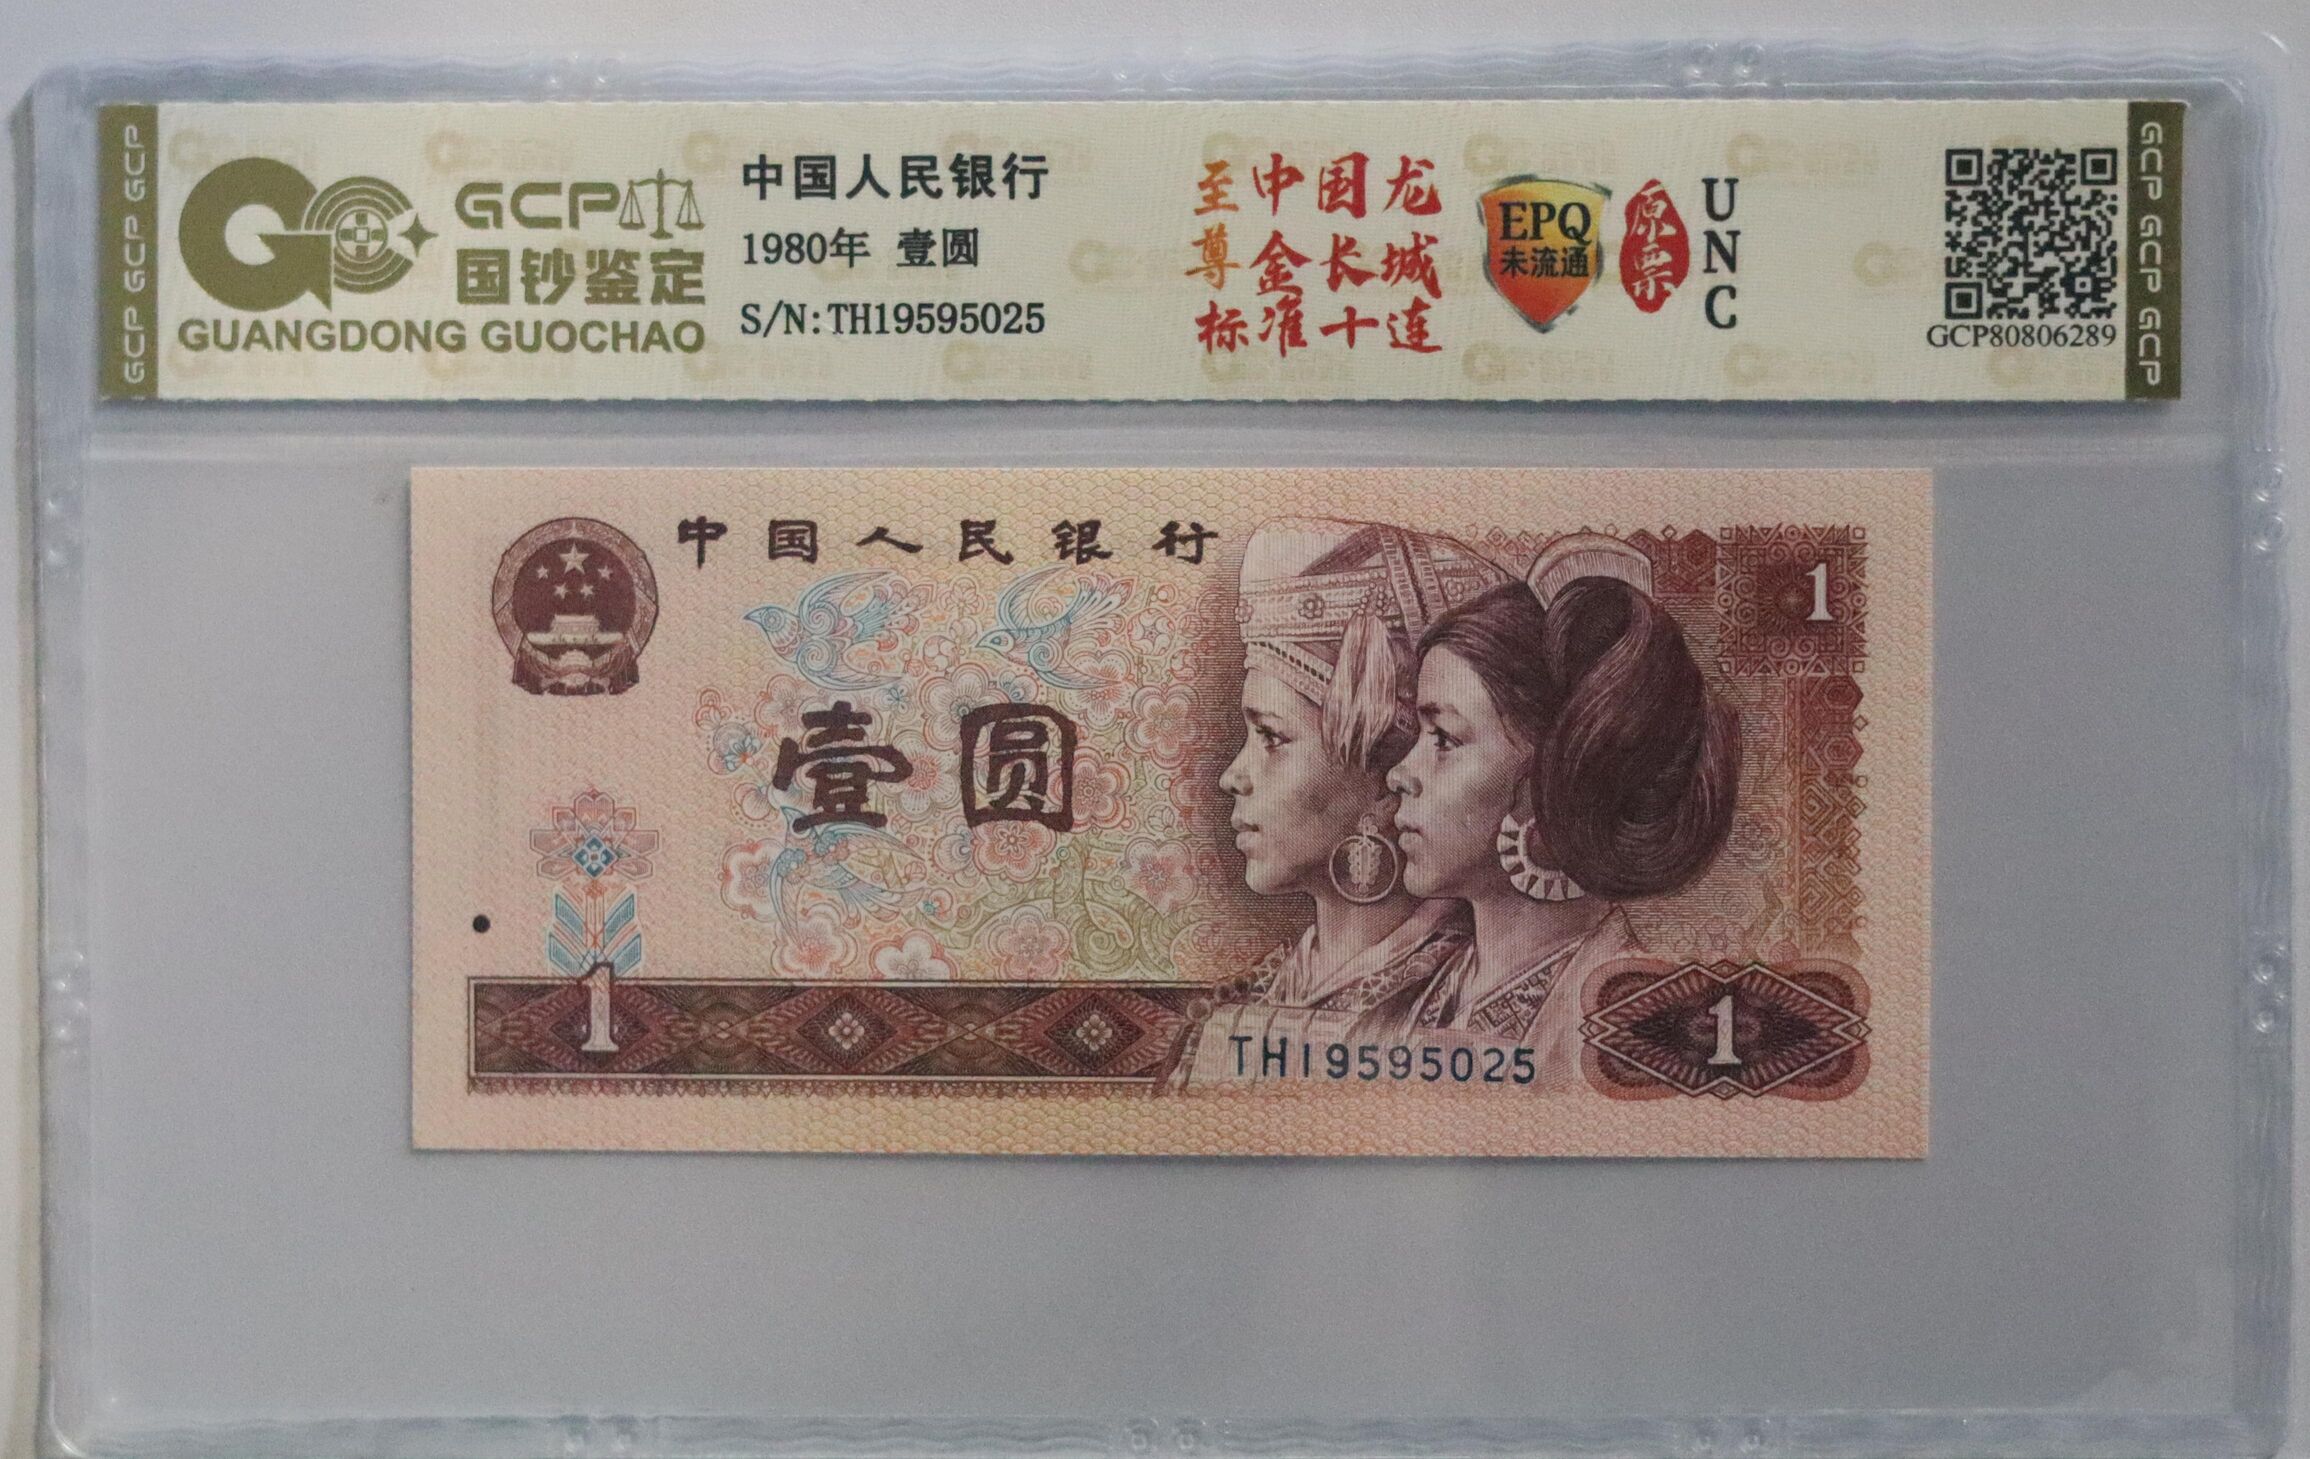 GCP GCP GCP
GCP
国钞鉴定
GUANGDONG GUOCHAO
中国人民银行
1980年 壹圆
S/N:TH19595025
至尊
中国龙
金长城
标准十连
EPQ
未流通
原票
UNC
GCP80806289
GCP GCP GCP
中国人民银行
1
壹圆
1
TH19595025
1